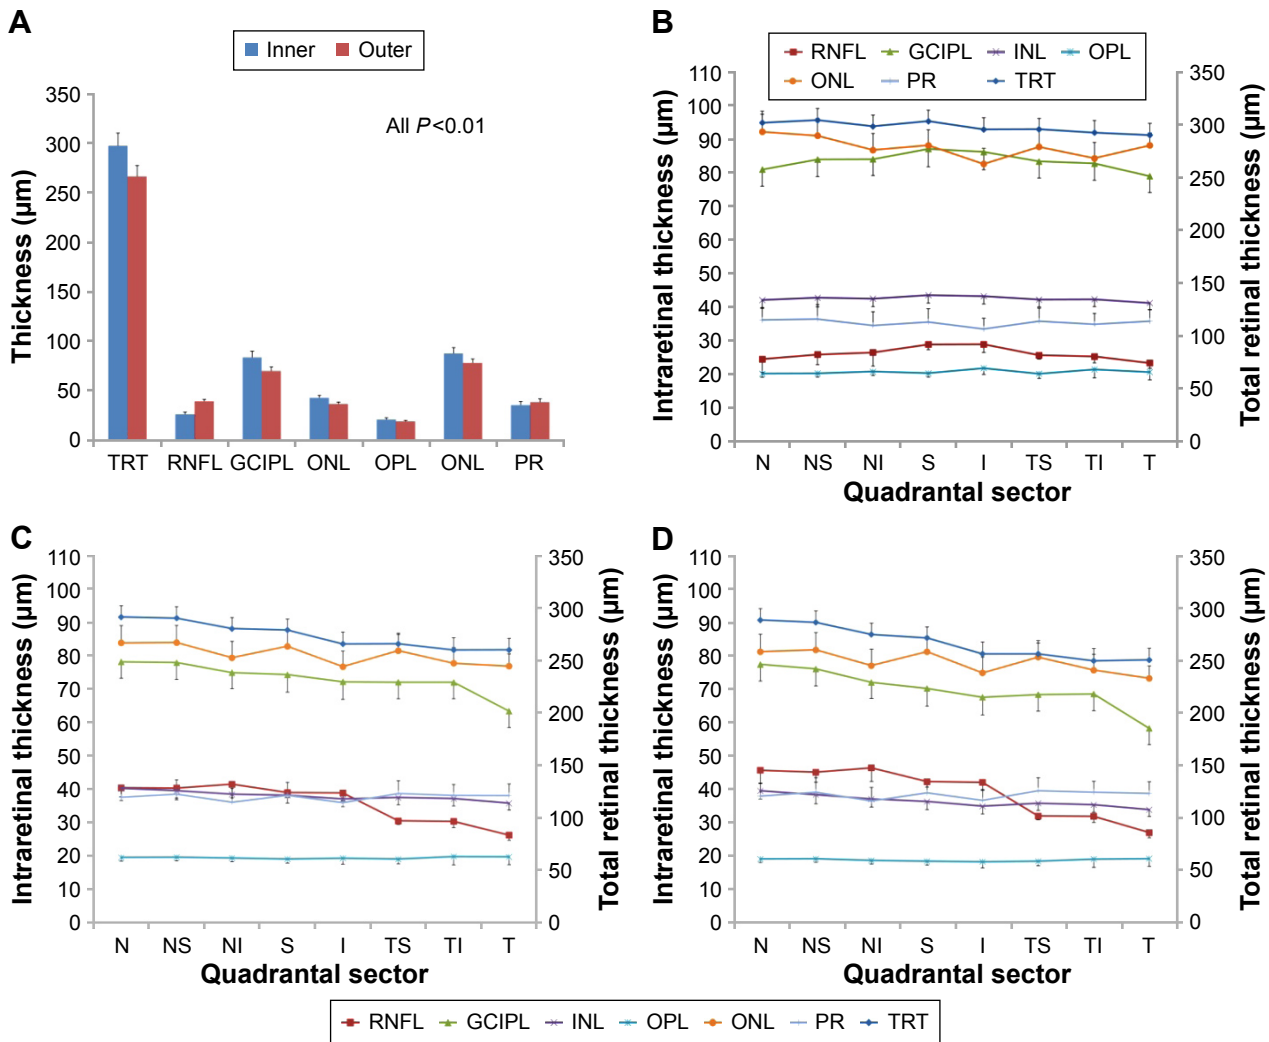 A
Inner Outer
Thickness (µm)
350
300
250
200
150
100
50
0
All P<0.01
TRT RNFL GCIPL ONL OPL ONL PR
B
RNFL GCIPL INL OPL
ONL PR TRT
Intraretinal thickness (µm)
110
100
90
80
70
60
50
40
30
20
10
0
350
300
250
200
150
100
50
0
Total retinal thickness (µm)
N NS NI S I TS TI T
Quadrantal sector
C
Intraretinal thickness (µm)
110
100
90
80
70
60
50
40
30
20
10
0
350
300
250
200
150
100
50
0
Total retinal thickness (µm)
N NS NI S I TS TI T
Quadrantal sector
D
Intraretinal thickness (µm)
110
100
90
80
70
60
50
40
30
20
10
0
350
300
250
200
150
100
50
0
Total retinal thickness (µm)
N NS NI S I TS TI T
Quadrantal sector
RNFL GCIPL INL OPL ONL PR TRT